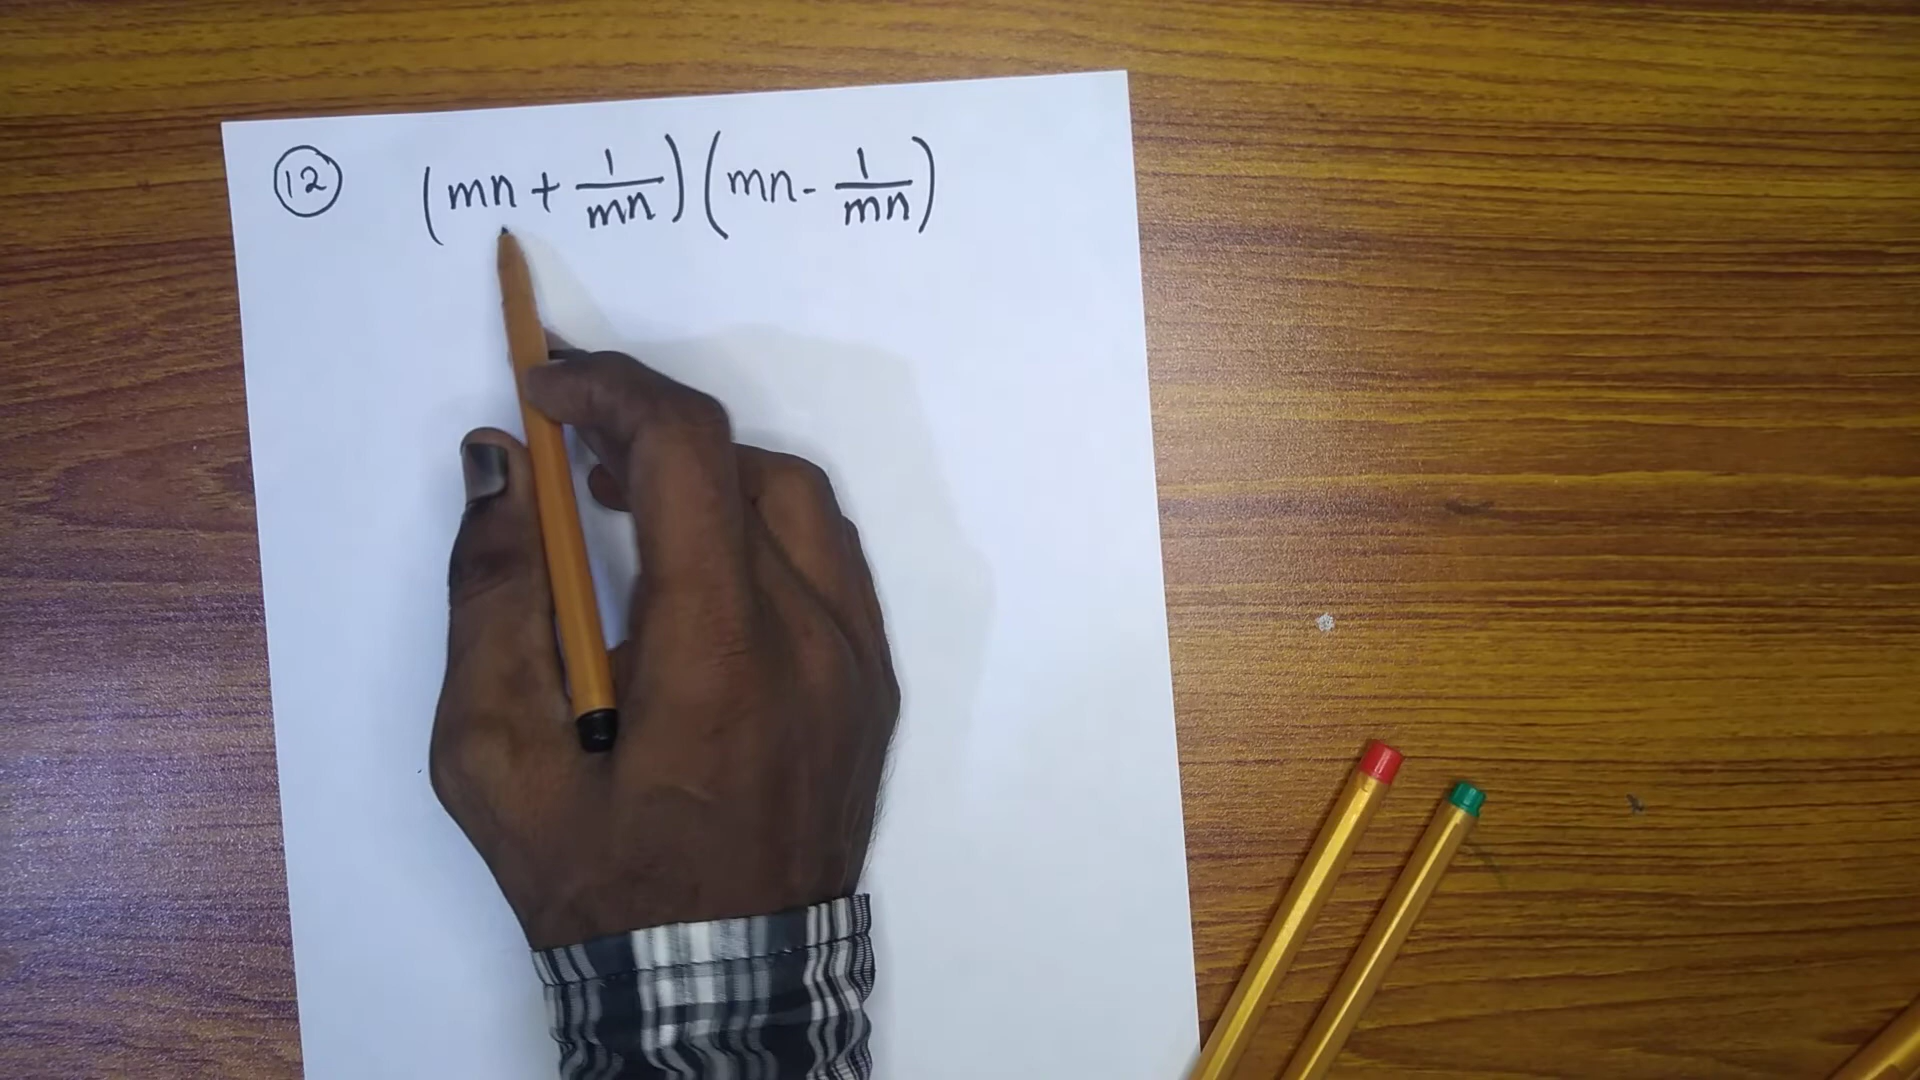 12 (mn + 1/mn) (mn - 1/mn)